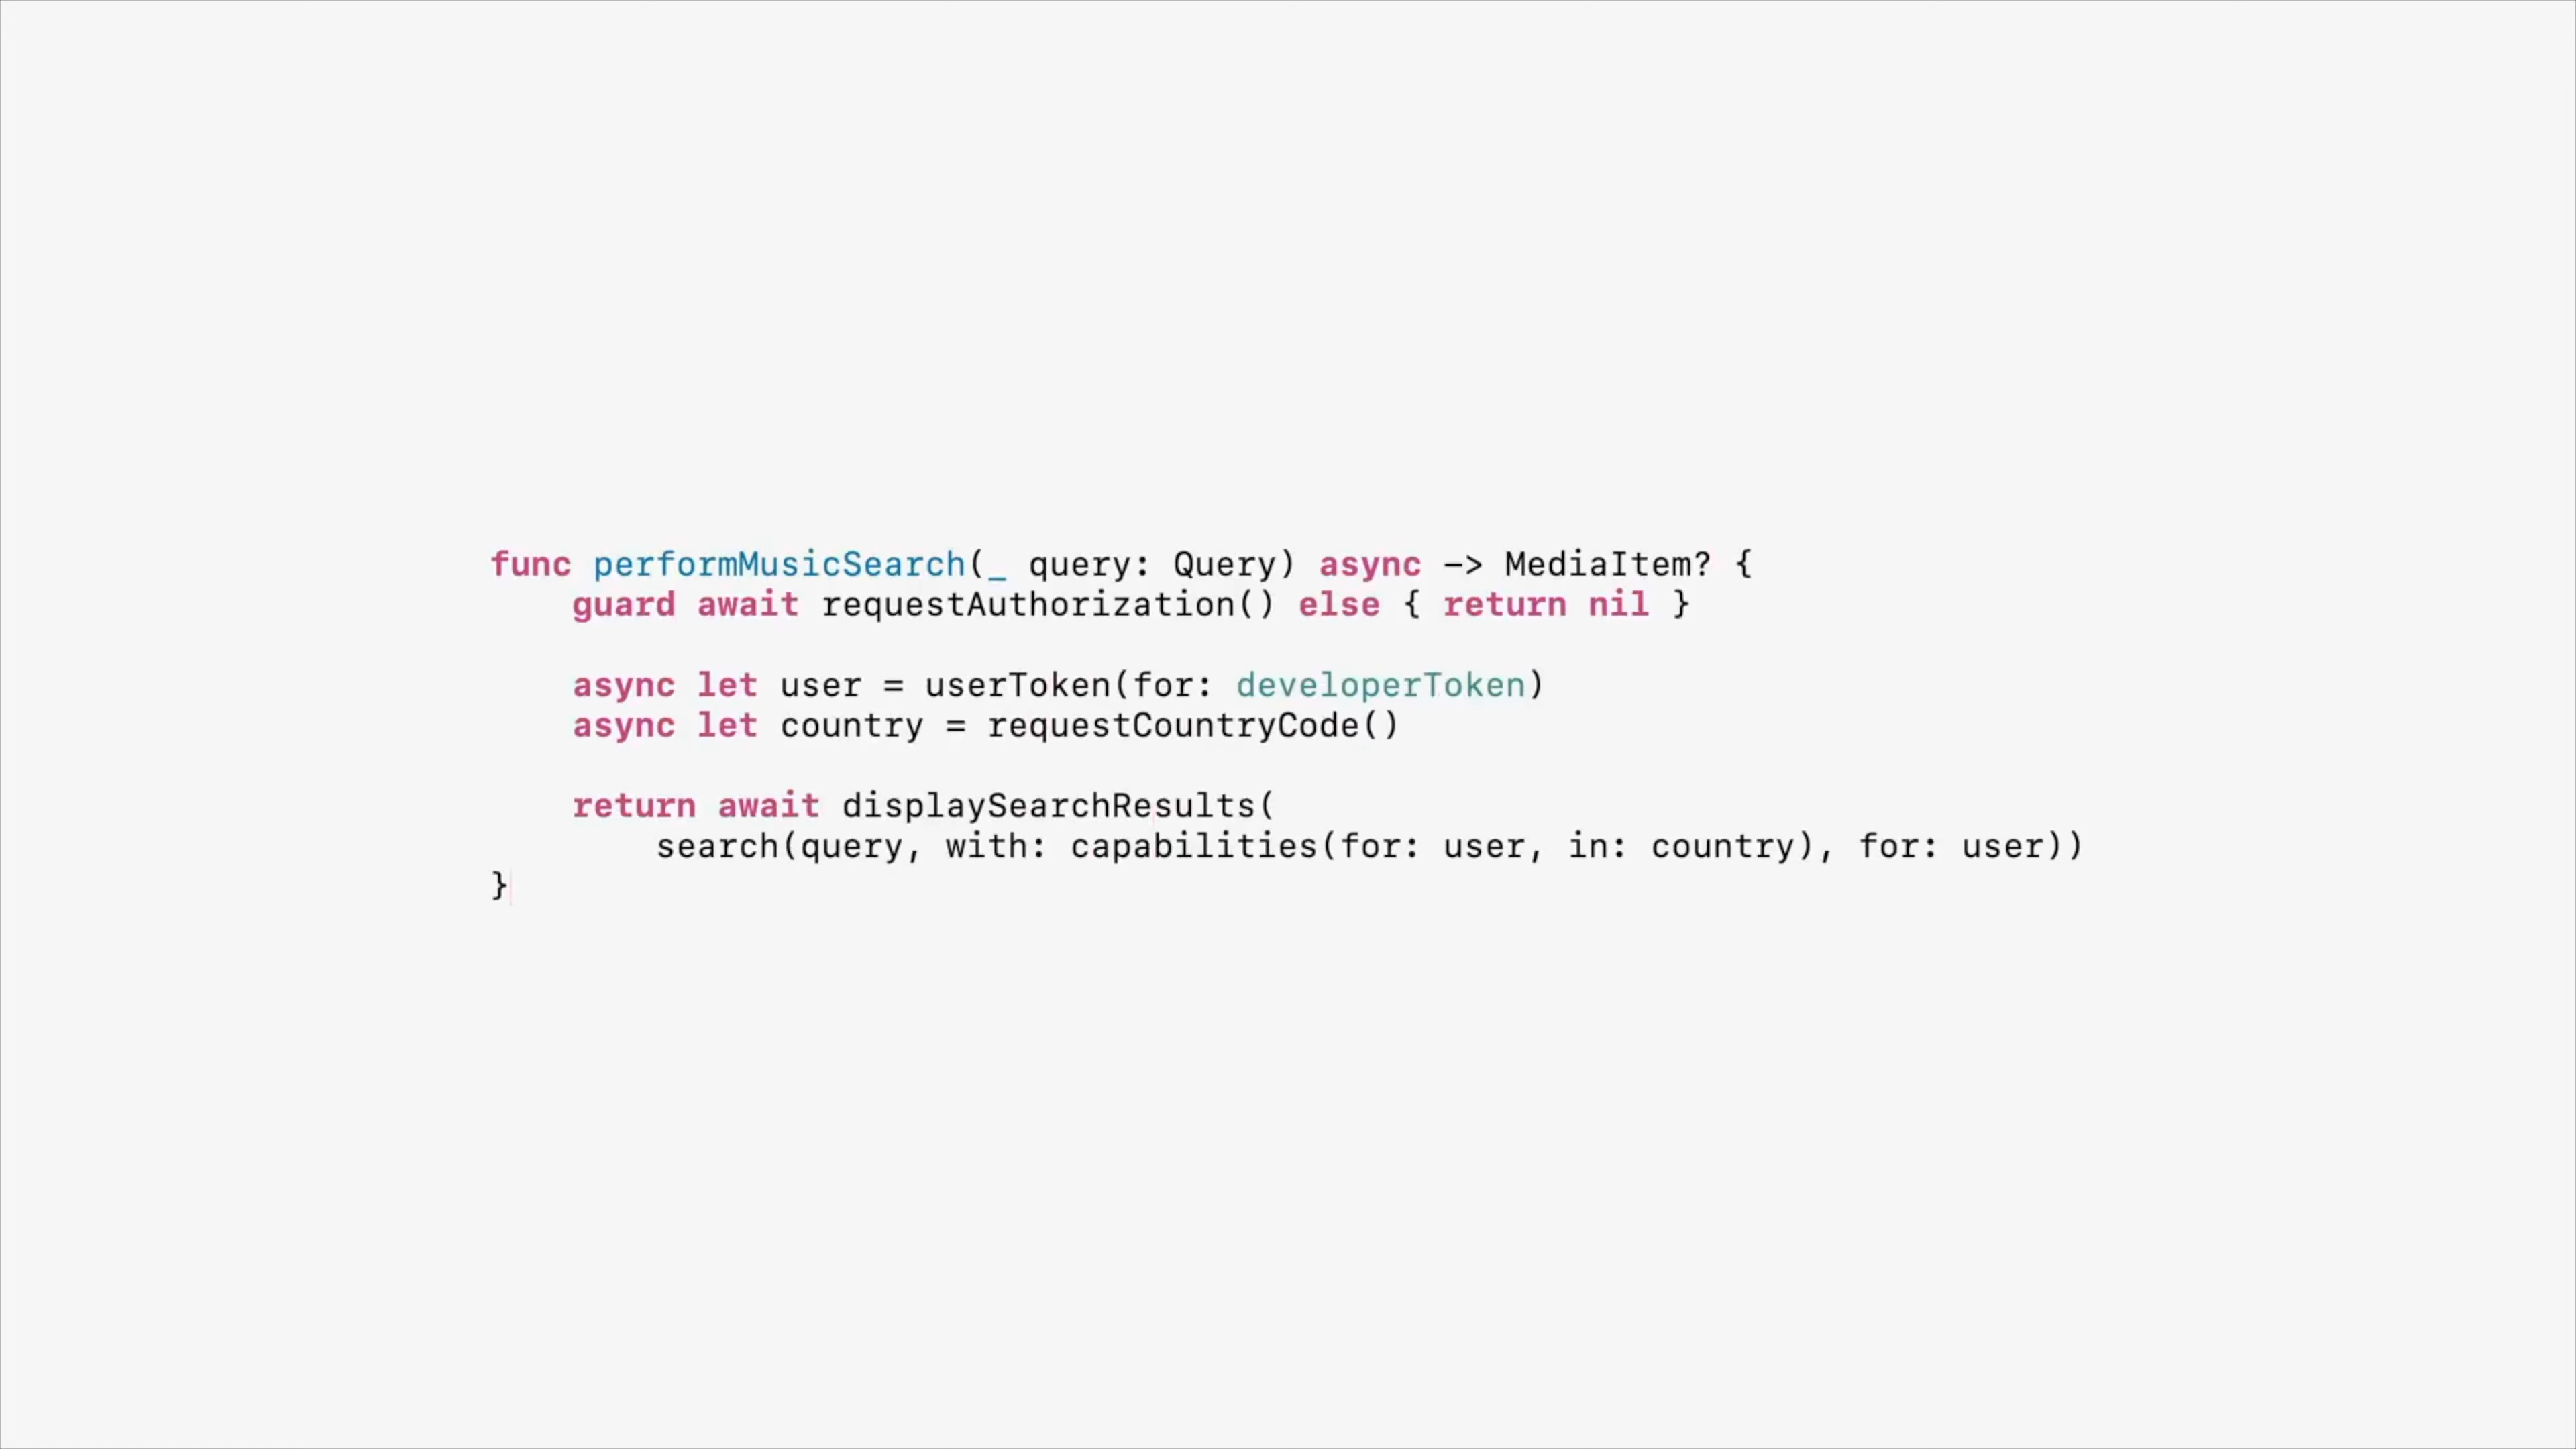 func performMusicSearch(_ query: Query) async -> MediaItem? {
    guard await requestAuthorization() else { return nil }

    async let user = userToken(for: developerToken)
    async let country = requestCountryCode()

    return await displaySearchResults(
        search(query, with: capabilities(for: user, in: country), for: user))
}